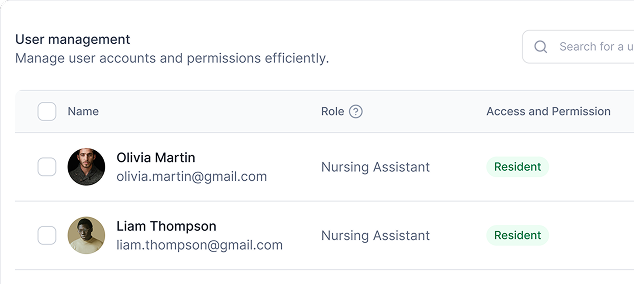 User management
Manage user accounts and permissions efficiently.
Search for a u
Name
Role
Access and Permission
Olivia Martin
olivia.martin@gmail.com
Nursing Assistant
Resident
Liam Thompson
liam.thompson@gmail.com
Nursing Assistant
Resident